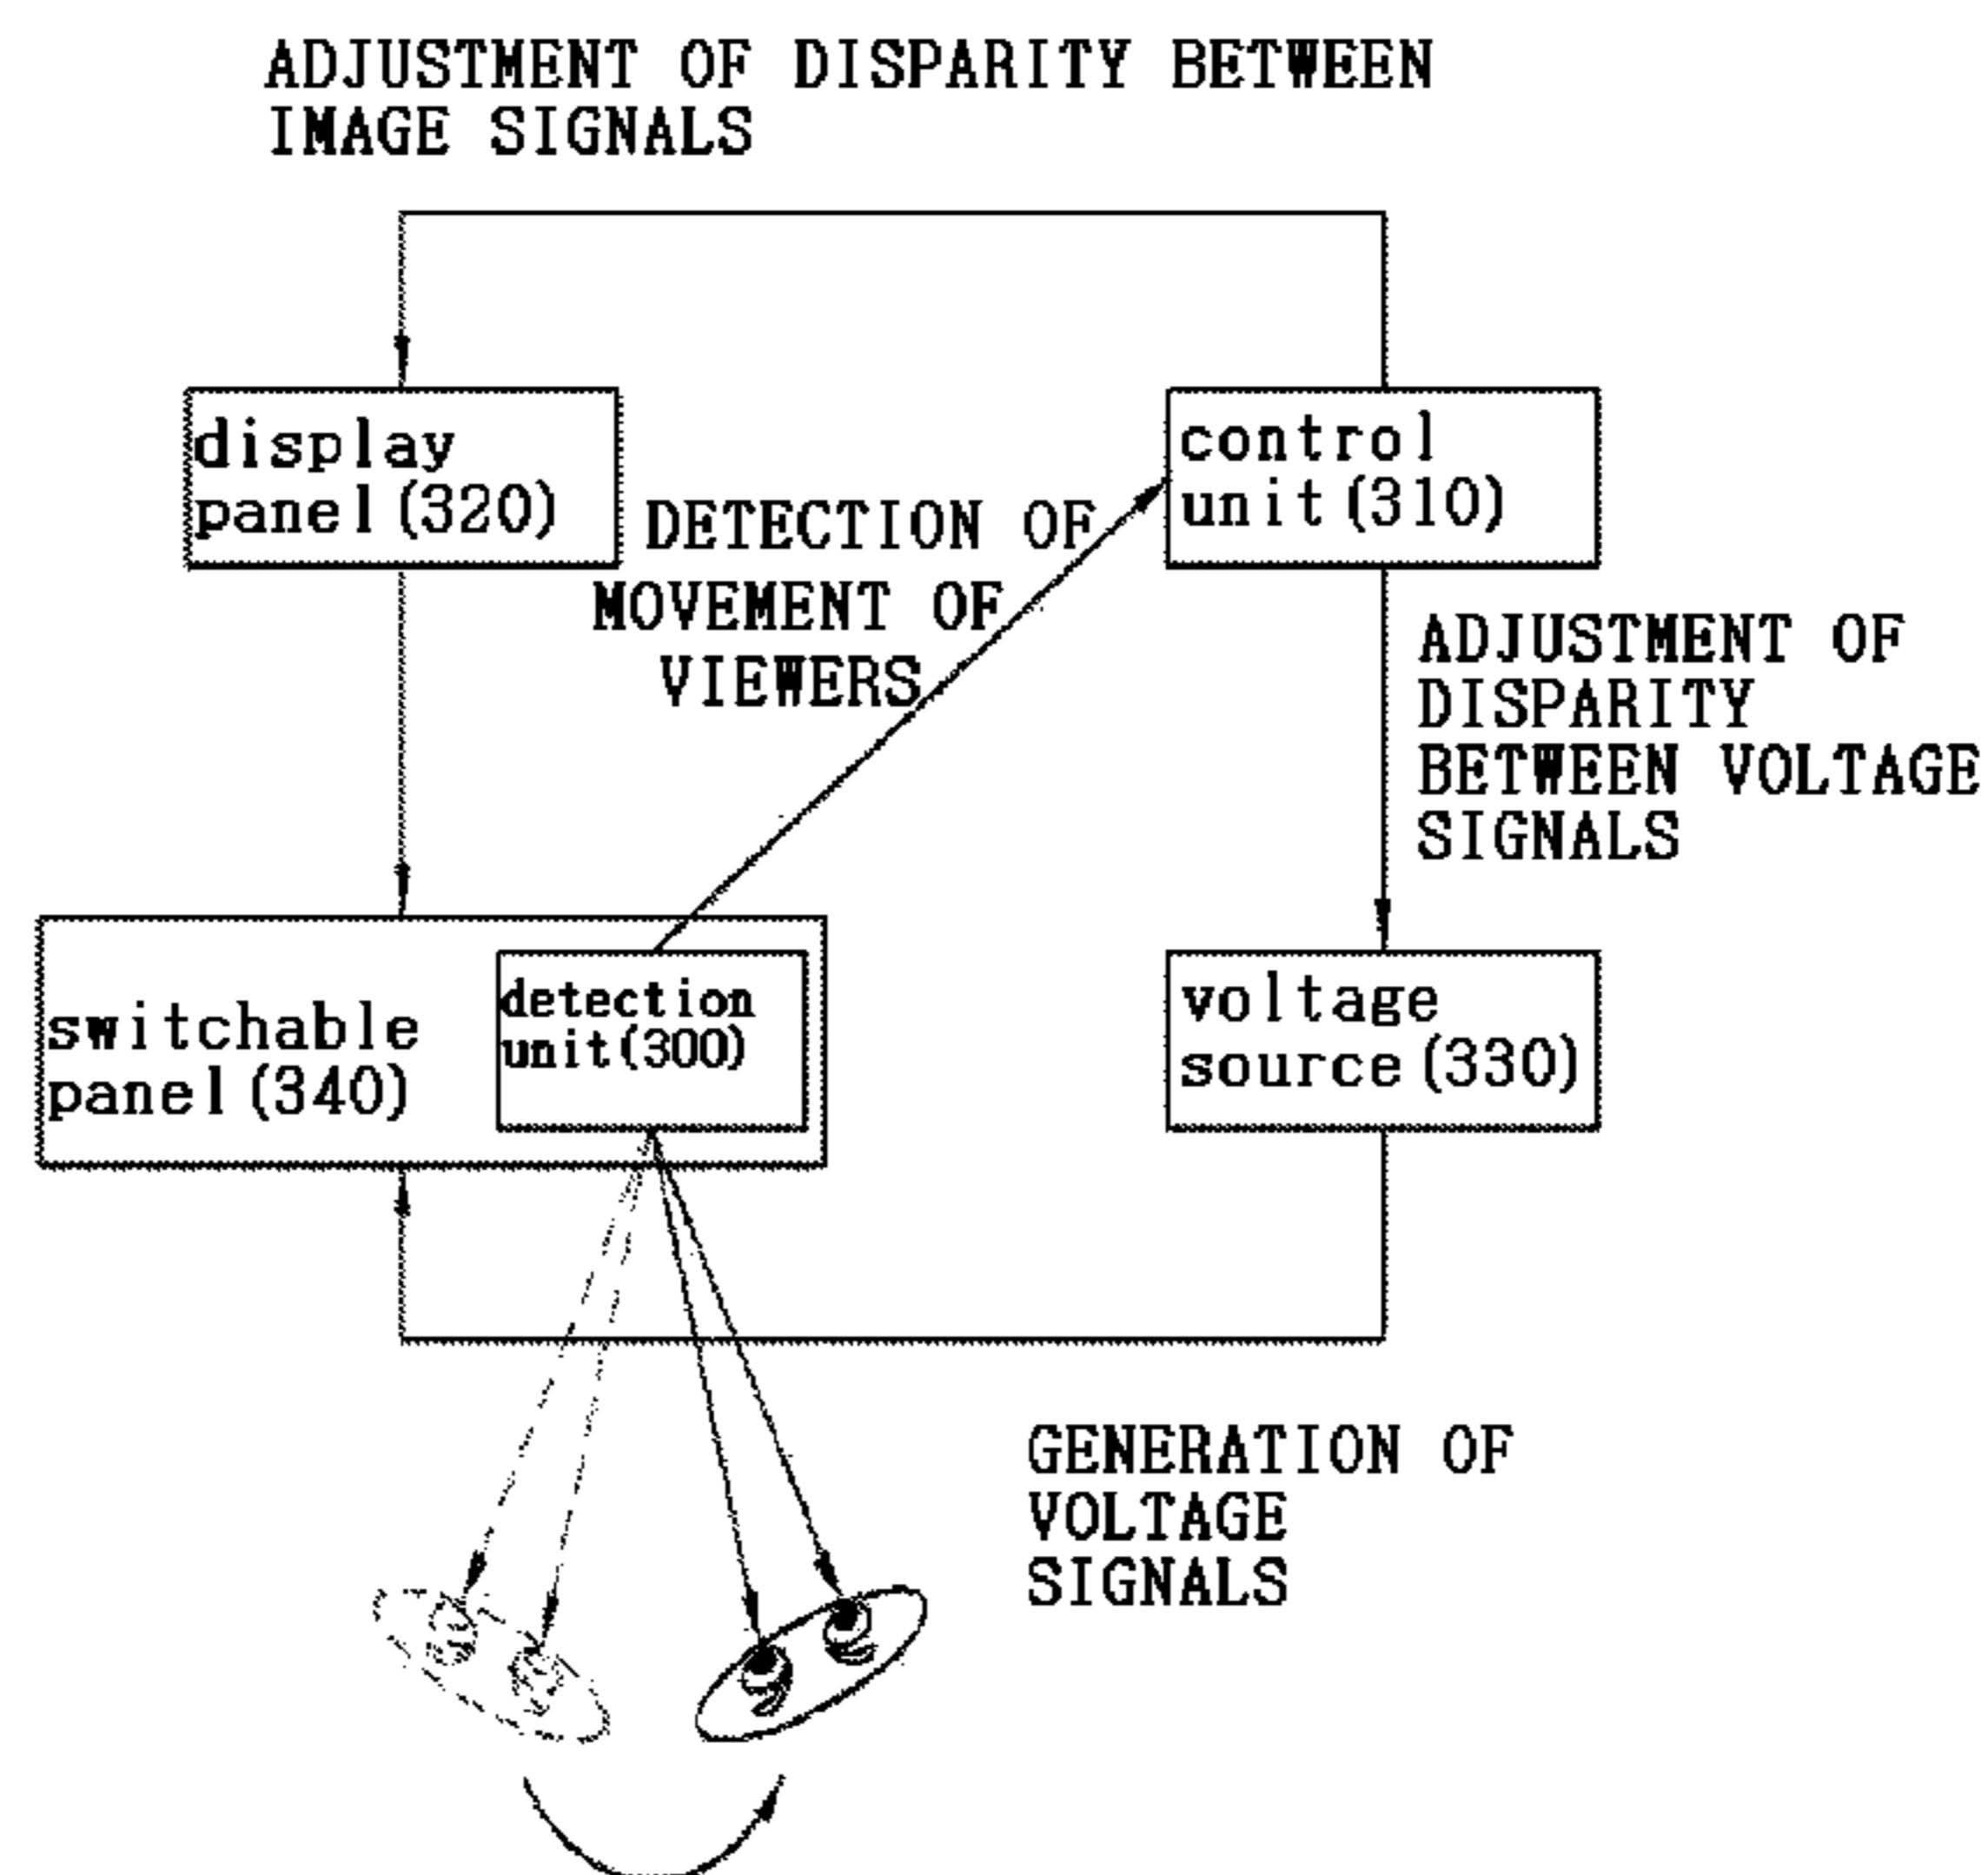 ADJUSTMENT OF DISPARITY BETWEEN
IMAGE SIGNALS
display
panel(320)
control
unit(310)
DETECTION OF
MOVEMENT OF
VIEWERS
ADJUSTMENT OF
DISPARITY
BETWEEN VOLTAGE
SIGNALS
switchable
panel(340)
detection
unit(300)
voltage
source(330)
GENERATION OF
VOLTAGE
SIGNALS